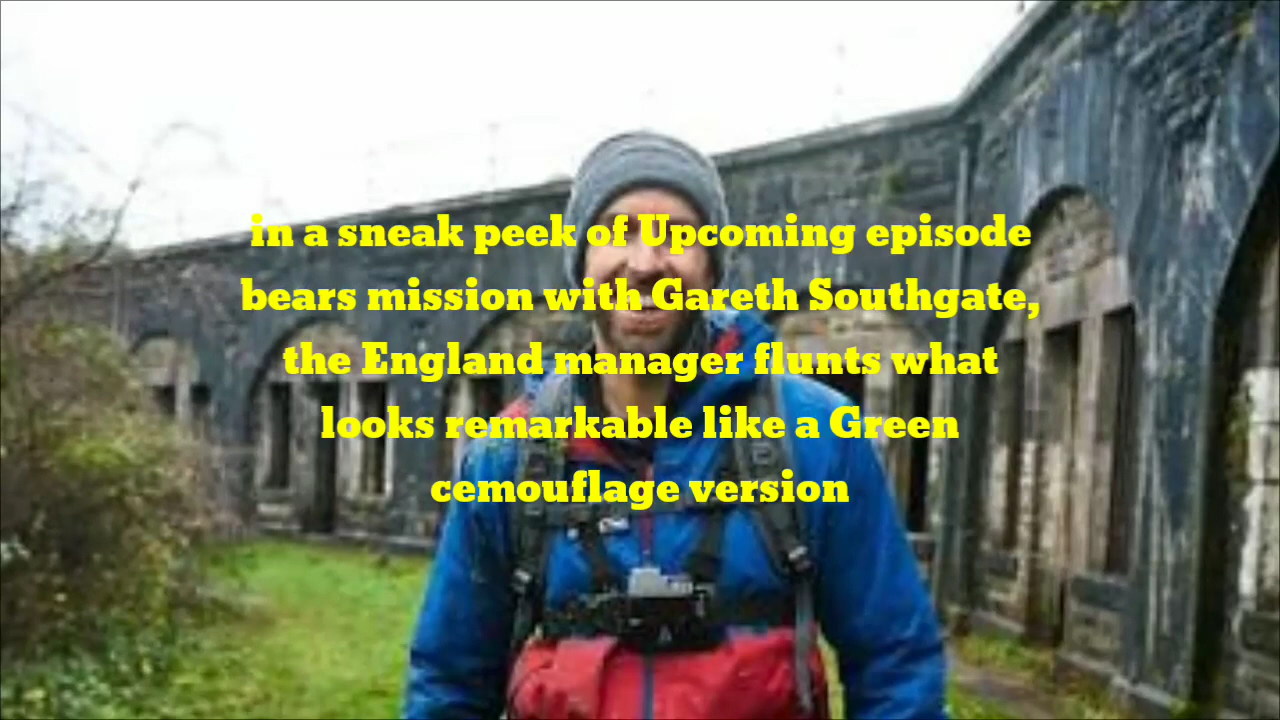 in a sneak peek of Upcoming episode
bears mission with Gareth Southgate,
the England manager flunts what
looks remarkable like a Green
cemouflage version